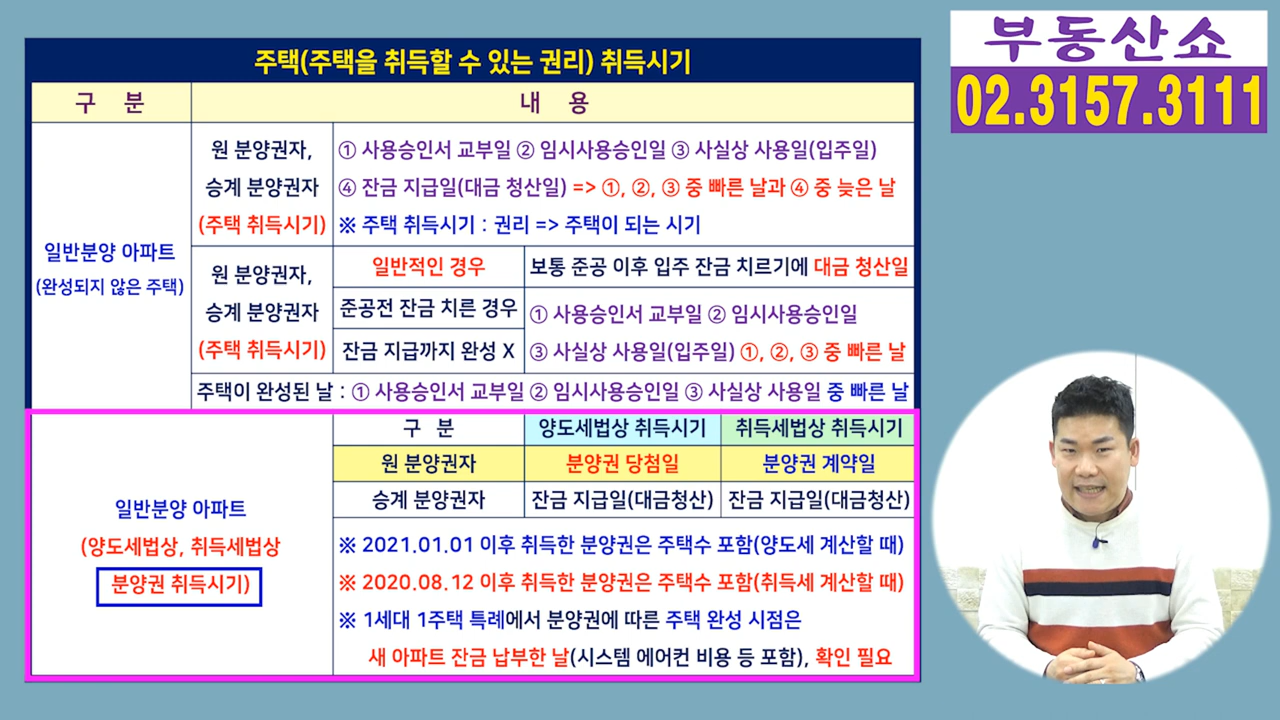 부동산쇼
02.3157.3111
주택(주택을 취득할 수 있는 권리) 취득시기
구 분
내 용
일반분양 아파트
(완성되지 않은 주택)
원 분양권자,
승계 분양권자
(주택 취득시기)
① 사용승인서 교부일 ② 임시사용승인일 ③ 사실상 사용일(입주일)
④ 잔금 지급일(대금 청산일) => ①, ②, ③ 중 빠른 날과 ④ 중 늦은 날
※ 주택 취득시기 : 권리 => 주택이 되는 시기
원 분양권자,
승계 분양권자
(주택 취득시기)
일반적인 경우
보통 준공 이후 입주 잔금 치르기에 대금 청산일
준공전 잔금 치른 경우
잔금 지급까지 완성 X
① 사용승인서 교부일 ② 임시사용승인일
③ 사실상 사용일(입주일) ①, ②, ③ 중 빠른 날
주택이 완성된 날 : ① 사용승인서 교부일 ② 임시사용승인일 ③ 사실상 사용일 중 빠른 날
일반분양 아파트
(양도세법상, 취득세법상
분양권 취득시기)
구 분
양도세법상 취득시기
취득세법상 취득시기
원 분양권자
분양권 당첨일
분양권 계약일
승계 분양권자
잔금 지급일(대금청산)
잔금 지급일(대금청산)
※ 2021.01.01 이후 취득한 분양권은 주택수 포함(양도세 계산할 때)
※ 2020.08.12 이후 취득한 분양권은 주택수 포함(취득세 계산할 때)
※ 1세대 1주택 특례에서 분양권에 따른 주택 완성 시점은
새 아파트 잔금 납부한 날(시스템 에어컨 비용 등 포함), 확인 필요